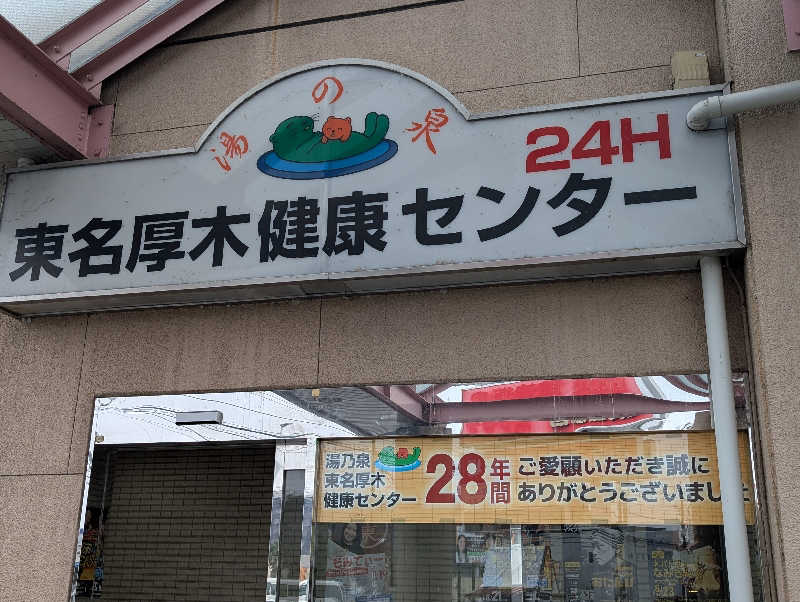 湯の泉
24H
東名厚木健康センター
湯乃泉
東名厚木
健康センター
28年間
ご愛顧いただき誠に
ありがとうございました